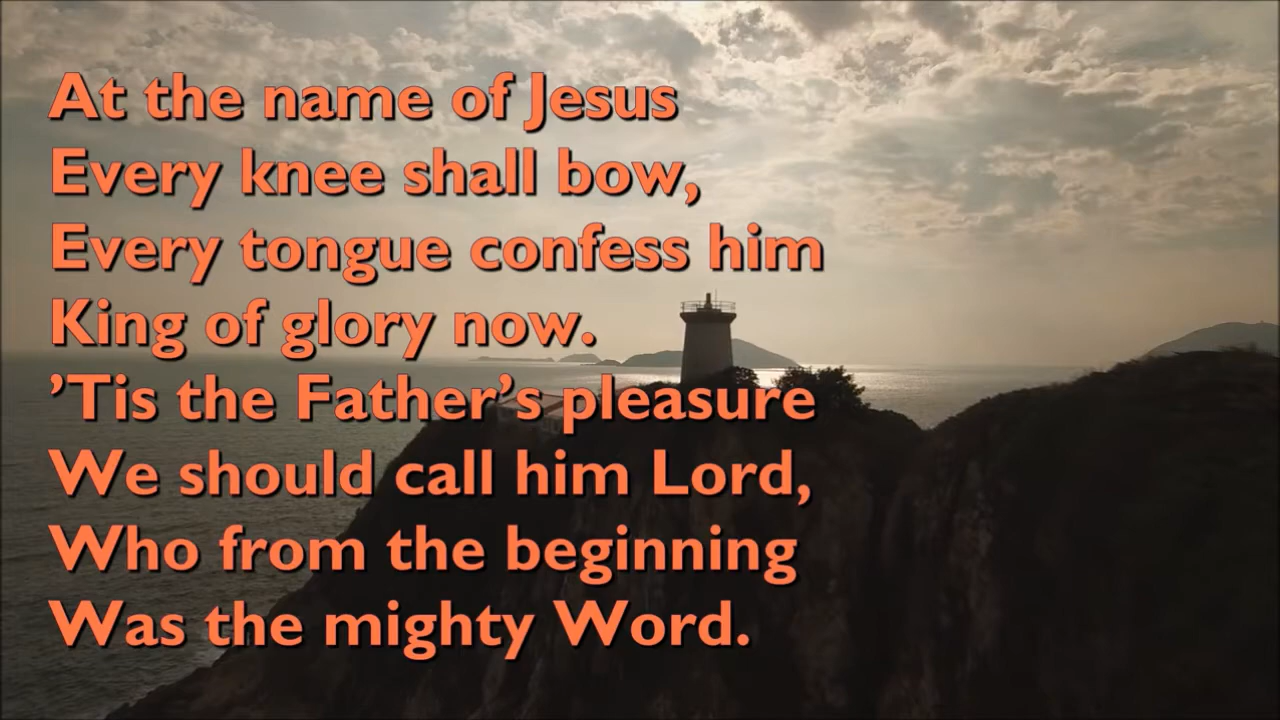 At the name of Jesus
Every knee shall bow,
Every tongue confess him
King of glory now.
’Tis the Father’s pleasure
We should call him Lord,
Who from the beginning
Was the mighty Word.